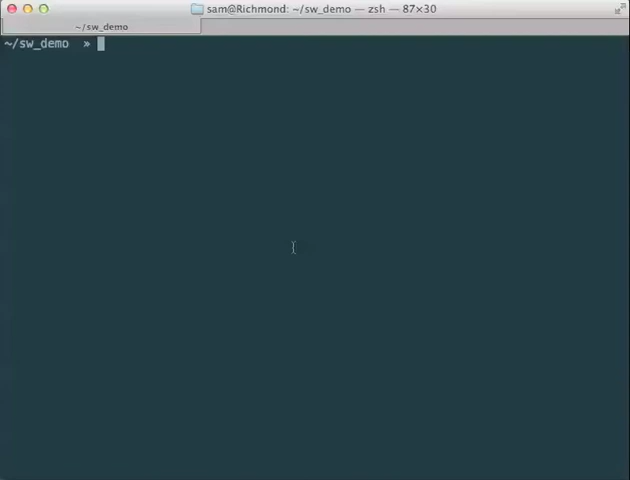 sam@Richmond: ~/sw_demo — zsh — 87×30
~/sw_demo
~/sw_demo »